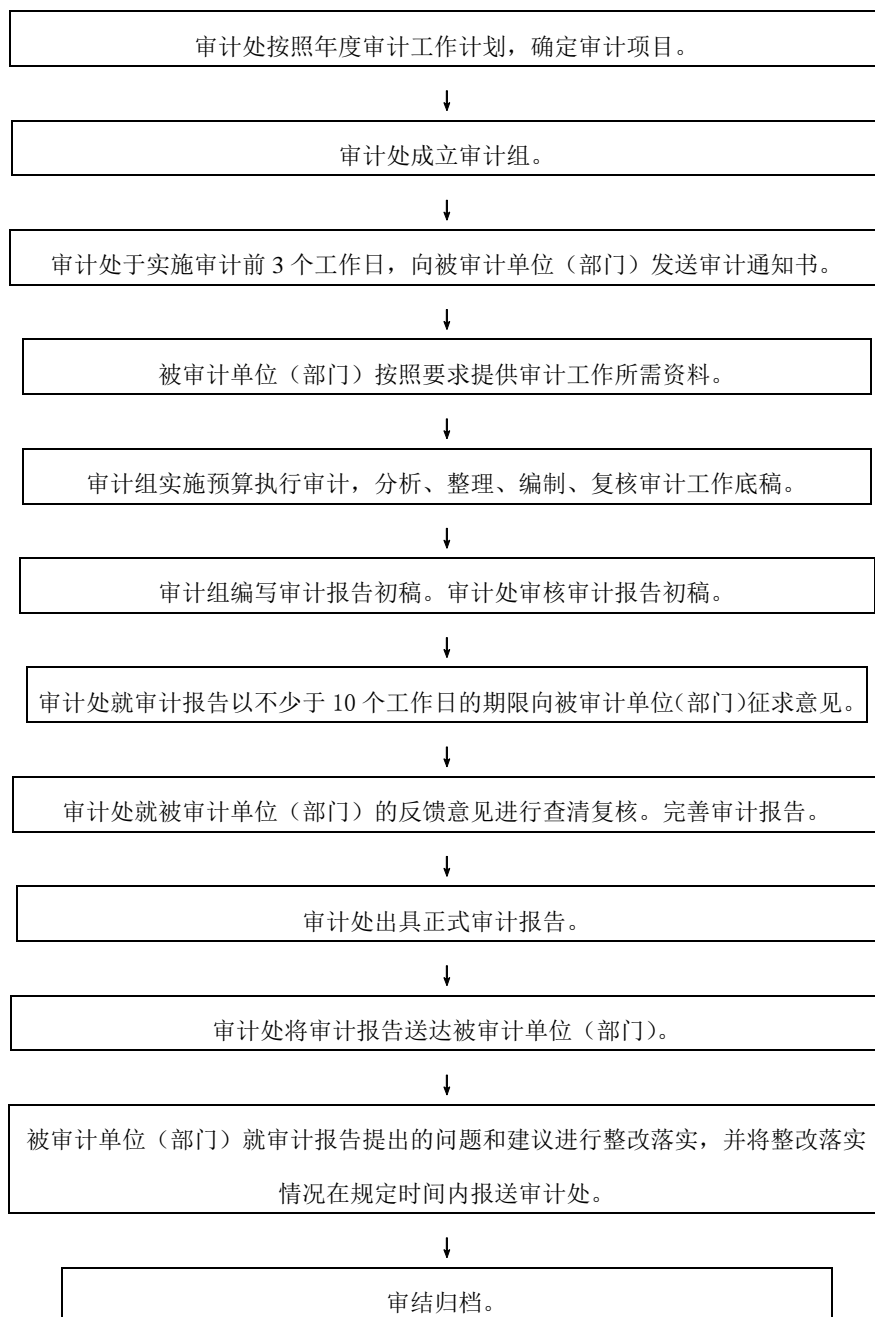 审计处按照年度审计工作计划，确定审计项目。
审计处成立审计组。
审计处于实施审计前 3 个工作日，向被审计单位（部门）发送审计通知书。
被审计单位（部门）按照要求提供审计工作所需资料。
审计组实施预算执行审计，分析、整理、编制、复核审计工作底稿。
审计组编写审计报告初稿。审计处审核审计报告初稿。
审计处就审计报告以不少于 10 个工作日的期限向被审计单位（部门）征求意见。
审计处就被审计单位（部门）的反馈意见进行查清复核。完善审计报告。
审计处出具正式审计报告。
审计处将审计报告送达被审计单位（部门）。
被审计单位（部门）就审计报告提出的问题和建议进行整改落实，并将整改落实
情况在规定时间内报送审计处。
审结归档。